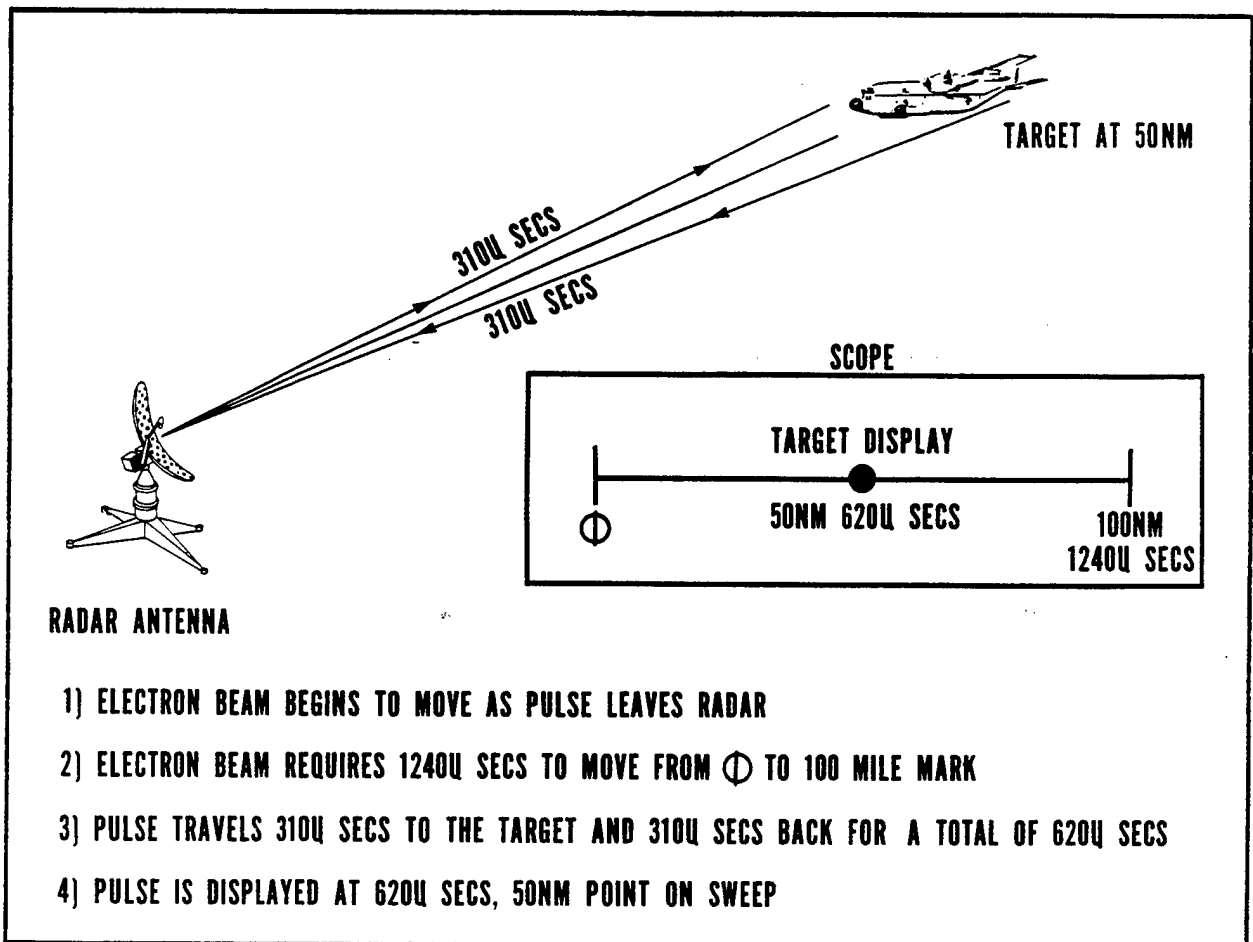 TARGET AT 50NM
310U SECS
310U SECS
SCOPE
TARGET DISPLAY
50NM 620U SECS
Φ
100NM
1240U SECS
RADAR ANTENNA
1) ELECTRON BEAM BEGINS TO MOVE AS PULSE LEAVES RADAR
2) ELECTRON BEAM REQUIRES 1240U SECS TO MOVE FROM Φ TO 100 MILE MARK
3) PULSE TRAVELS 310U SECS TO THE TARGET AND 310U SECS BACK FOR A TOTAL OF 620U SECS
4) PULSE IS DISPLAYED AT 620U SECS, 50NM POINT ON SWEEP